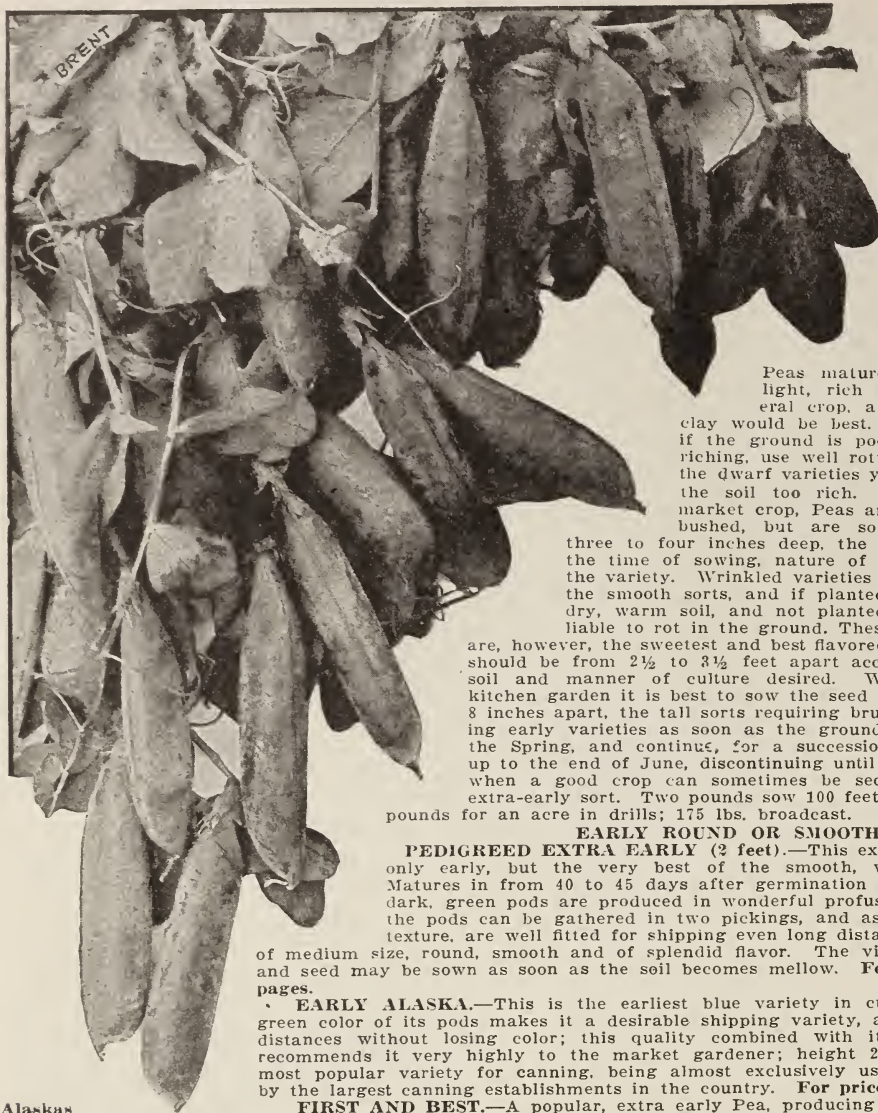 BRENT
Peas matur
light, rich
eral crop, a
clay would be best.
if the ground is po
riching, use well rot
the dwarf varieties y
the soil too rich.
market crop, Peas a
bushed, but are so
three to four inches deep, the
the time of sowing, nature of
the variety. Wrinkled varieties
the smooth sorts, and if plante
dry, warm soil, and not plante
liable to rot in the ground. Thes
are, however, the sweetest and best flavore
should be from 2½ to 3½ feet apart acc
soil and manner of culture desired. W
kitchen garden it is best to sow the seed
8 inches apart, the tall sorts requiring bru
ing early varieties as soon as the ground
the Spring, and continue, for a successio
up to the end of June, discontinuing until
when a good crop can sometimes be sec
extra-early sort. Two pounds sow 100 feet
pounds for an acre in drills; 175 lbs. broadcast.
EARLY ROUND OR SMOOTH
PEDIGREED EXTRA EARLY (2 feet).—This ex
only early, but the very best of the smooth, w
Matures in from 40 to 45 days after germination
dark, green pods are produced in wonderful profus
the pods can be gathered in two pickings, and as
texture, are well fitted for shipping even long dista
of medium size, round, smooth and of splendid flavor. The vi
and seed may be sown as soon as the soil becomes mellow. Fo
pages.
EARLY ALASKA.—This is the earliest blue variety in cu
green color of its pods makes it a desirable shipping variety, a
distances without losing color; this quality combined with it
recommends it very highly to the market gardener; height 2
most popular variety for canning, being almost exclusively us
by the largest canning establishments in the country. For price
Alaskas
FIRST AND BEST.—A popular, extra early Pea, producing